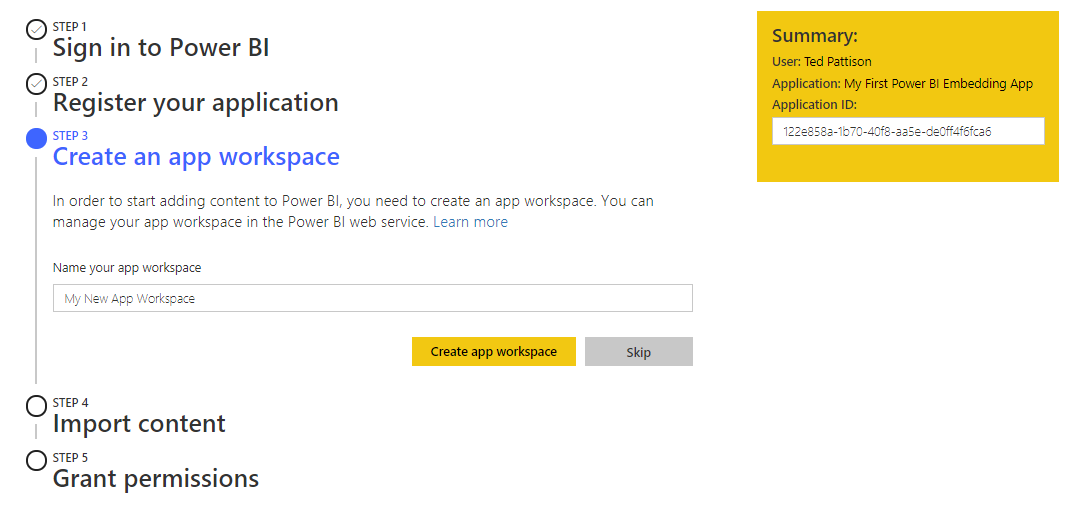 STEP 1
Sign in to Power BI
STEP 2
Register your application
STEP 3
Create an app workspace
In order to start adding content to Power BI, you need to create an app workspace. You can
manage your app workspace in the Power BI web service. Learn more
Name your app workspace
My New App Workspace
Create app workspace
Skip
STEP 4
Import content
STEP 5
Grant permissions
Summary:
User: Ted Pattison
Application: My First Power BI Embedding App
Application ID:
122e858a-1b70-40f8-aa5e-de0ff4f6fca6